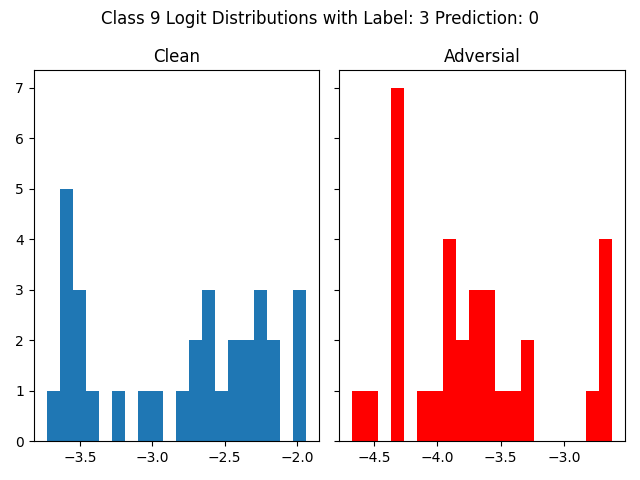 Class 9 Logit Distributions with Label: 3 Prediction: 0
Clean
Adversial
7
6
5
4
3
2
1
0
−3.5 −3.0 −2.5 −2.0
−4.5 −4.0 −3.5 −3.0